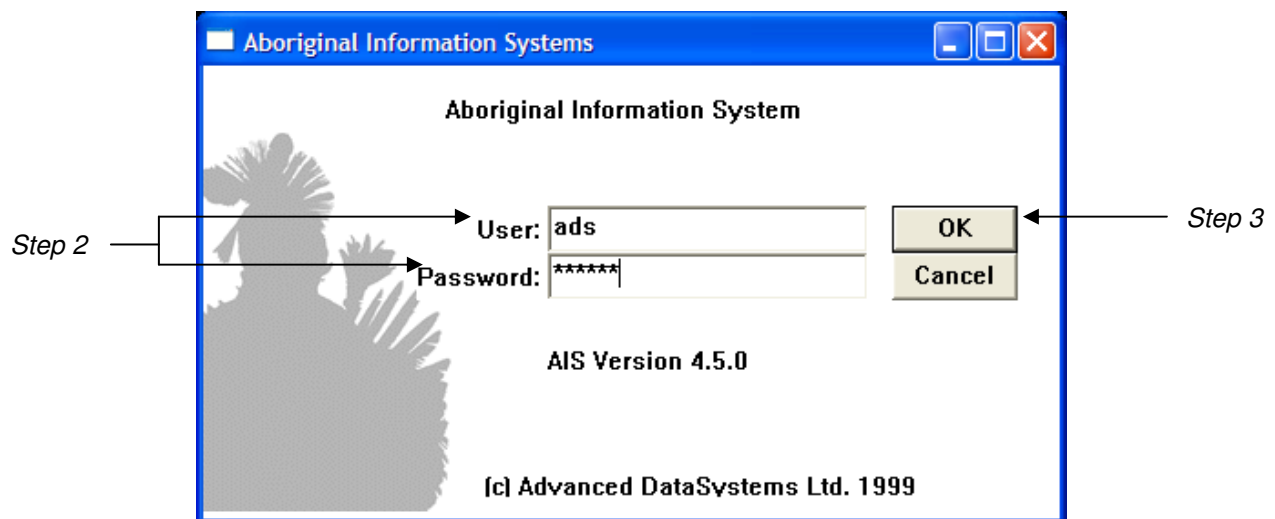 Aboriginal Information Systems
Aboriginal Information System
Step 2
User: ads
OK
Step 3
Password: ******
Cancel
AIS Version 4.5.0
(c) Advanced DataSystems Ltd. 1999